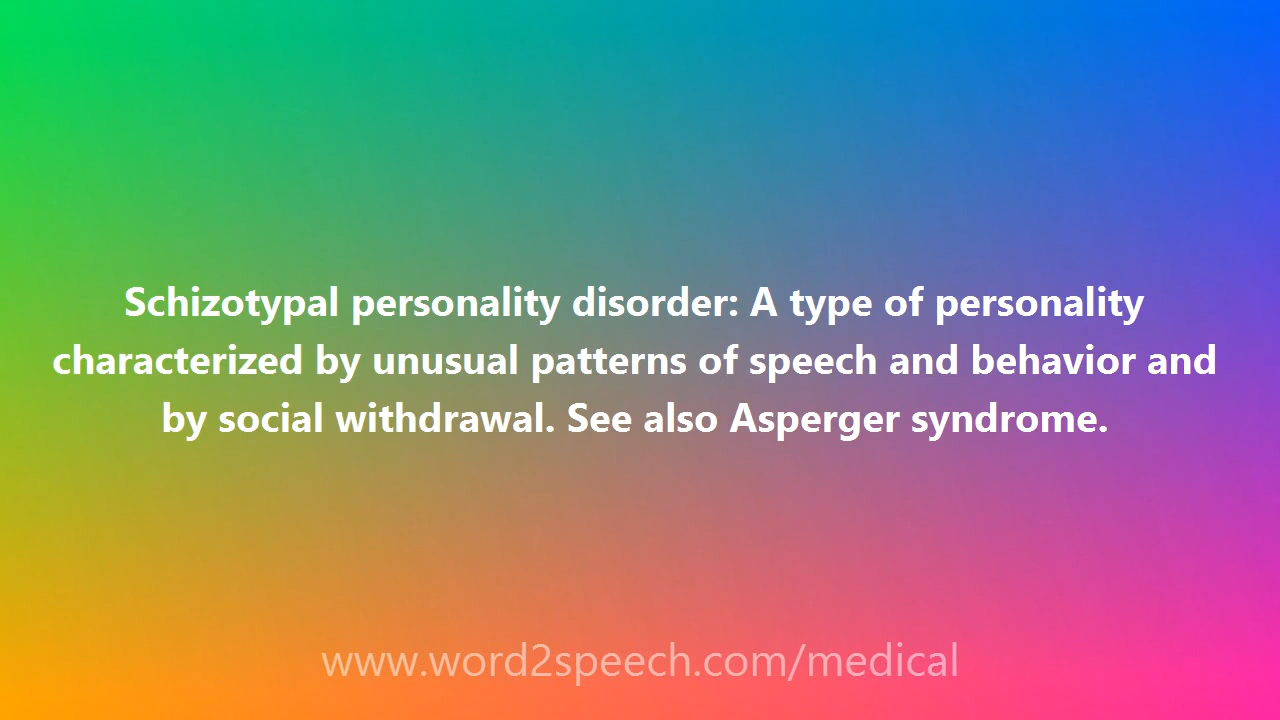 Schizotypal personality disorder: A type of personality
characterized by unusual patterns of speech and behavior and
by social withdrawal. See also Asperger syndrome.
www.word2speech.com/medical